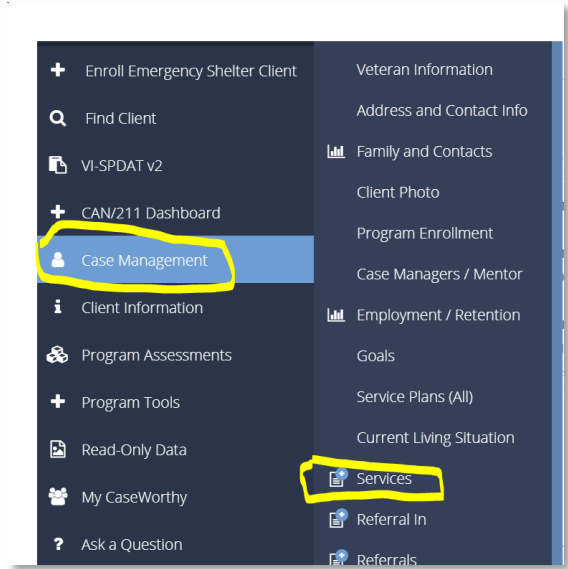 Enroll Emergency Shelter Client
Find Client
VI-SPDAT v2
CAN/211 Dashboard
Case Management
Client Information
Program Assessments
Program Tools
Read-Only Data
My CaseWorthy
Ask a Question
Veteran Information
Address and Contact Info
Family and Contacts
Client Photo
Program Enrollment
Case Managers / Mentor
Employment / Retention
Goals
Service Plans (All)
Current Living Situation
Services
Referral In
Referrals